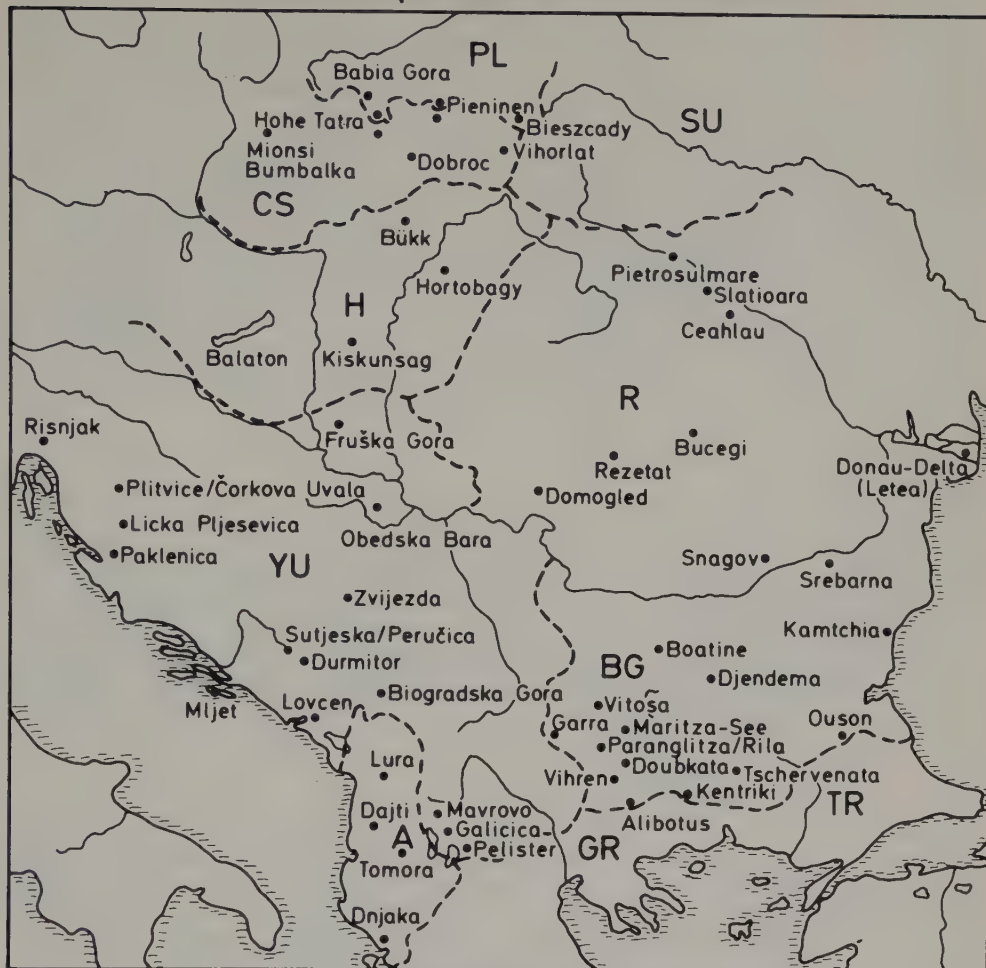 PL
Babia Gora
Pieninen
SU
Hohe Tatra
Bieszcady
Mionsi
Bumbalka
Dobroc
Vihorlat
CS
Bükk
Pietrosulmare
Hortobagy
Slatioara
H
Ceahlau
Balaton
Kiskunsag
R
Risnjak
Fruška Gora
Bucegi
Rezetat
Donau-Delta
(Letea)
Plitvice/Čorkova Uvala
Domogled
Licka Pljesevica
Obedska Bara
Paklenica
YU
Snagov
Srebarna
Zvijezda
Kamtchia
Sutjeska/Peručica
Boatine
Durmitor
BG
Djendema
Biogradska Gora
Mljet
Lovcen
Vitoša
Garra
Maritza-See
Ouson
Paranglitza/Rila
Lura
Doubkata
Tschervenata
Vihren
Kentriki
TR
Dajti
Mavrovo
Alibotus
A
Galicica-
Pelister
GR
Tomora
Dnjaka